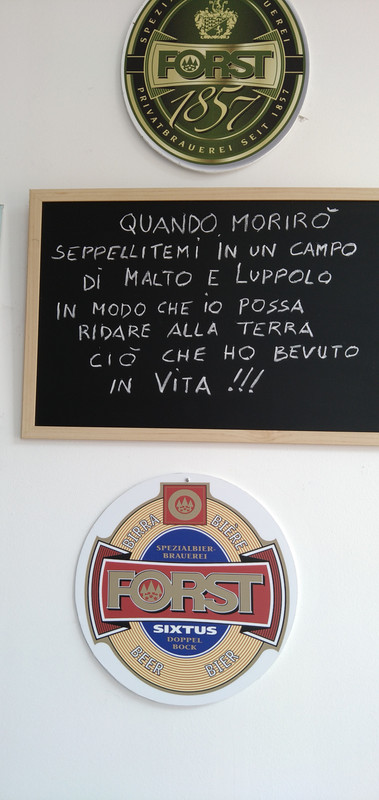 SPEZIALBIER-BRAUEREI
FORST
1857
PRIVATBRAUEREI SEIT 1857
QUANDO MORIRÒ
SEPPELLITEMI IN UN CAMPO
DI MALTO E LUPPOLO
IN MODO CHE IO POSSA
RIDARE ALLA TERRA
CIÒ CHE HO BEVUTO
IN VITA !!!
BIRRA BIÈRE
SPEZIALBIER-
BRAUEREI
FORST
SIXTUS
DOPPEL
BOCK
BEER BIER